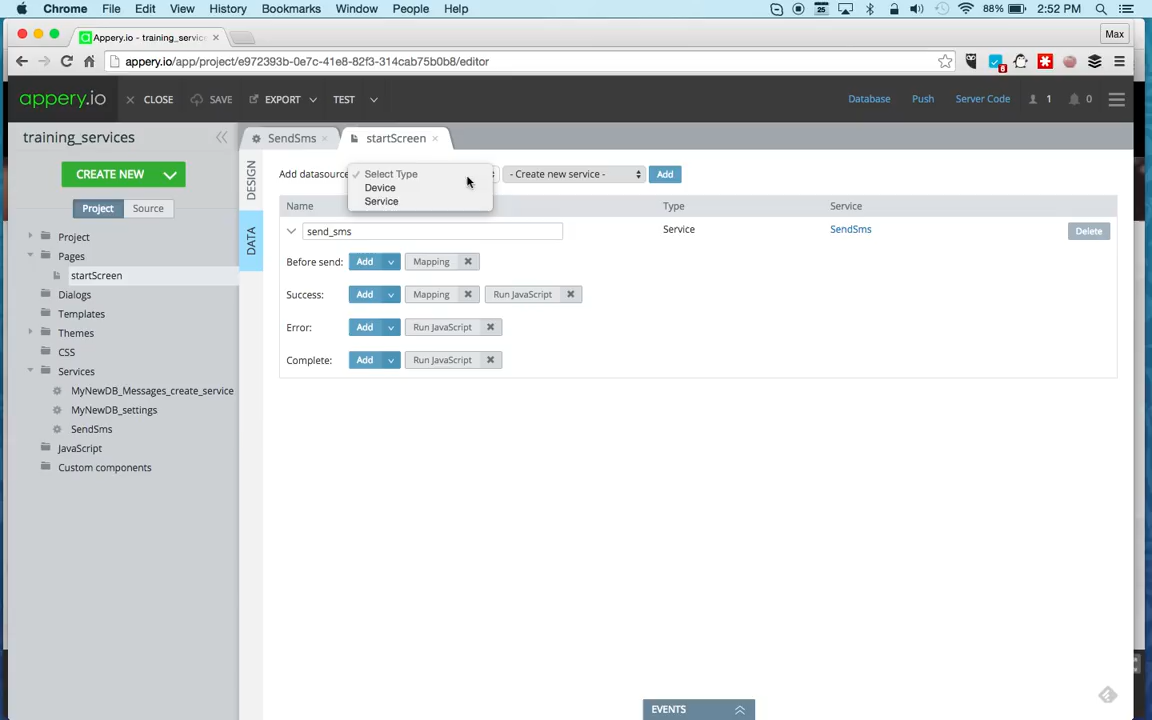 Chrome File Edit View History Bookmarks Window People Help 25 88% 2:52 PM
Appery.io - training_service Max
appery.io/app/project/e972393b-0e7c-41e8-82f3-314cab75b0b8/editor 8
appery.io CLOSE SAVE EXPORT TEST Database Push Server Code 1 0
training_services SendSms startScreen
CREATE NEW
Project Source
Project
Pages
startScreen
Dialogs
Templates
Themes
CSS
Services
MyNewDB_Messages_create_service
MyNewDB_settings
SendSms
JavaScript
Custom components
DESIGN
DATA
Add datasource Select Type - Create new service - Add
Device
Service
Name Type Service
send_sms Service SendSms Delete
Before send: Add Mapping
Success: Add Mapping Run JavaScript
Error: Add Run JavaScript
Complete: Add Run JavaScript
EVENTS